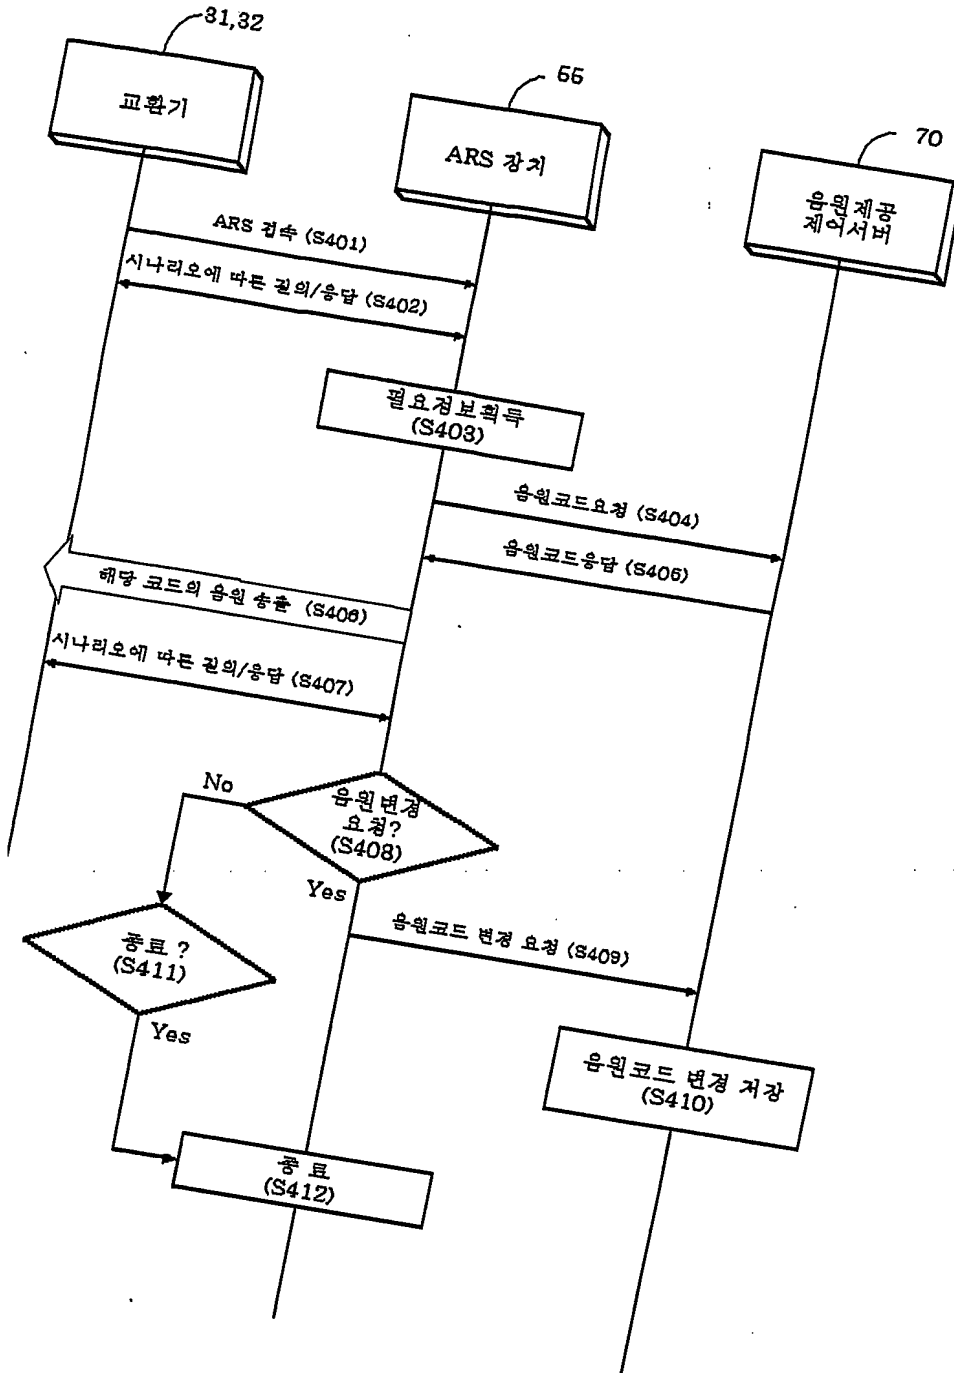 31,32
교환기
55
ARS 장치
70
음원제공
제어서버
ARS 접속 (S401)
시나리오에 따른 질의/응답 (S402)
필요정보획득
(S403)
음원코드요청 (S404)
음원코드응답 (S405)
해당 코드의 음원 송출 (S406)
시나리오에 따른 질의/응답 (S407)
No
음원변경
요청?
(S408)
Yes
음원코드 변경 요청 (S409)
종료 ?
(S411)
Yes
음원코드 변경 저장
(S410)
종 료
(S412)